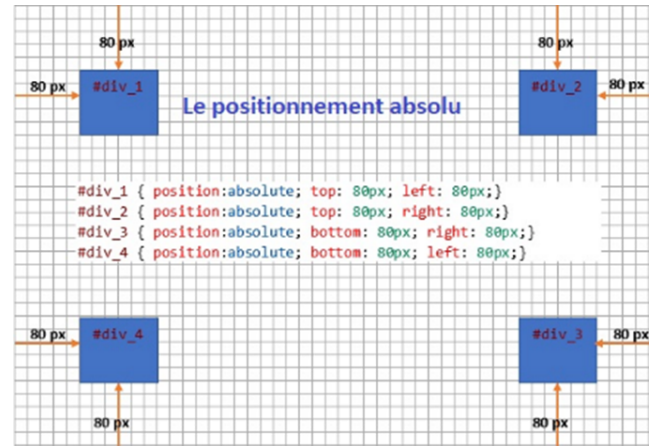 80 px
80 px
80 px
#div_1
#div_2
80 px
Le positionnement absolu
#div_1 { position:absolute; top: 80px; left: 80px;}
#div_2 { position:absolute; top: 80px; right: 80px;}
#div_3 { position:absolute; bottom: 80px; right: 80px;}
#div_4 { position:absolute; bottom: 80px; left: 80px;}
80 px
#div_4
#div_3
80 px
80 px
80 px